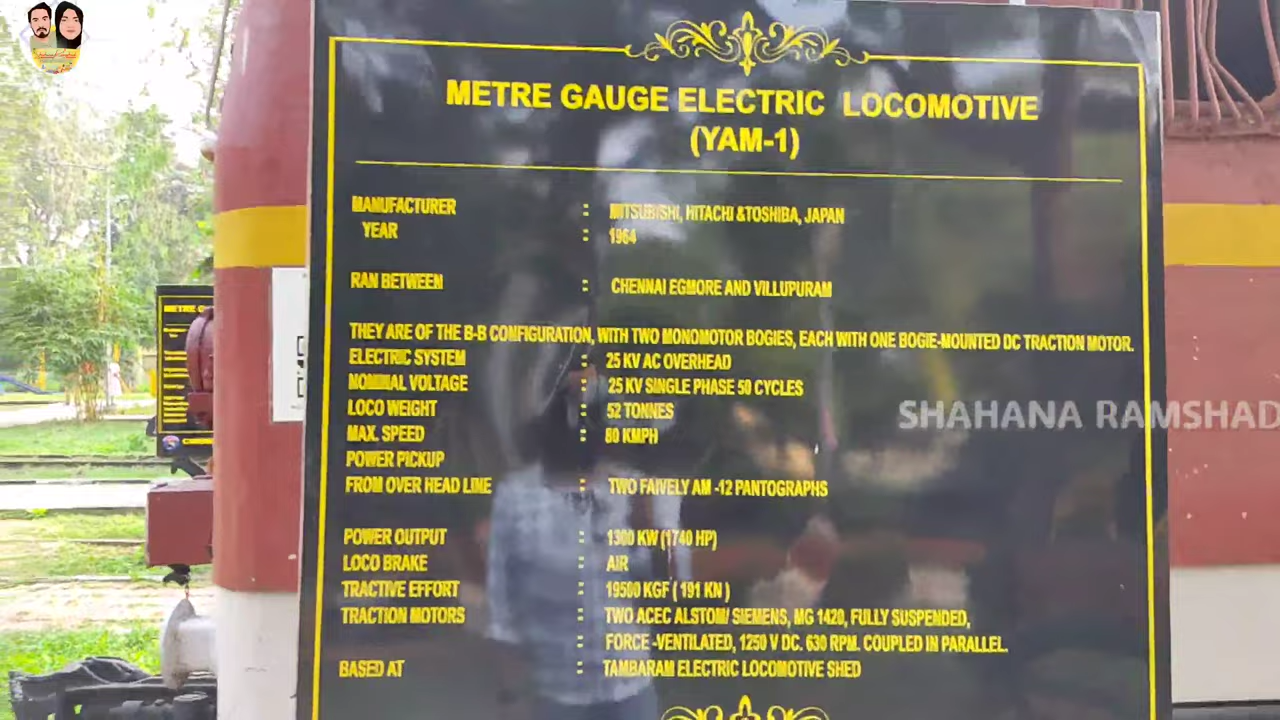 METRE GAUGE ELECTRIC LOCOMOTIVE
(YAM-1)
MANUFACTURER : MITSUBISHI, HITACHI &TOSHIBA, JAPAN
YEAR : 1964
RAN BETWEEN : CHENNAI EGMORE AND VILLUPURAM
THEY ARE OF THE B-B CONFIGURATION, WITH TWO MONOMOTOR BOGIES, EACH WITH ONE BOGIE-MOUNTED DC TRACTION MOTOR.
ELECTRIC SYSTEM : 25 KV AC OVERHEAD
NOMINAL VOLTAGE : 25 KV SINGLE PHASE 50 CYCLES
LOCO WEIGHT : 52 TONNES
MAX. SPEED : 80 KMPH
POWER PICKUP
FROM OVER HEAD LINE : TWO FAIVELY AM -12 PANTOGRAPHS
POWER OUTPUT : 1300 KW (1740 HP)
LOCO BRAKE : AIR
TRACTIVE EFFORT : 19500 KGF ( 191 KN )
TRACTION MOTORS : TWO ACEC ALSTOM/ SIEMENS, MG 1420, FULLY SUSPENDED,
: FORCE -VENTILATED, 1250 V DC. 630 RPM. COUPLED IN PARALLEL.
BASED AT : TAMBARAM ELECTRIC LOCOMOTIVE SHED
SHAHANA RAMSHAD
METRE G